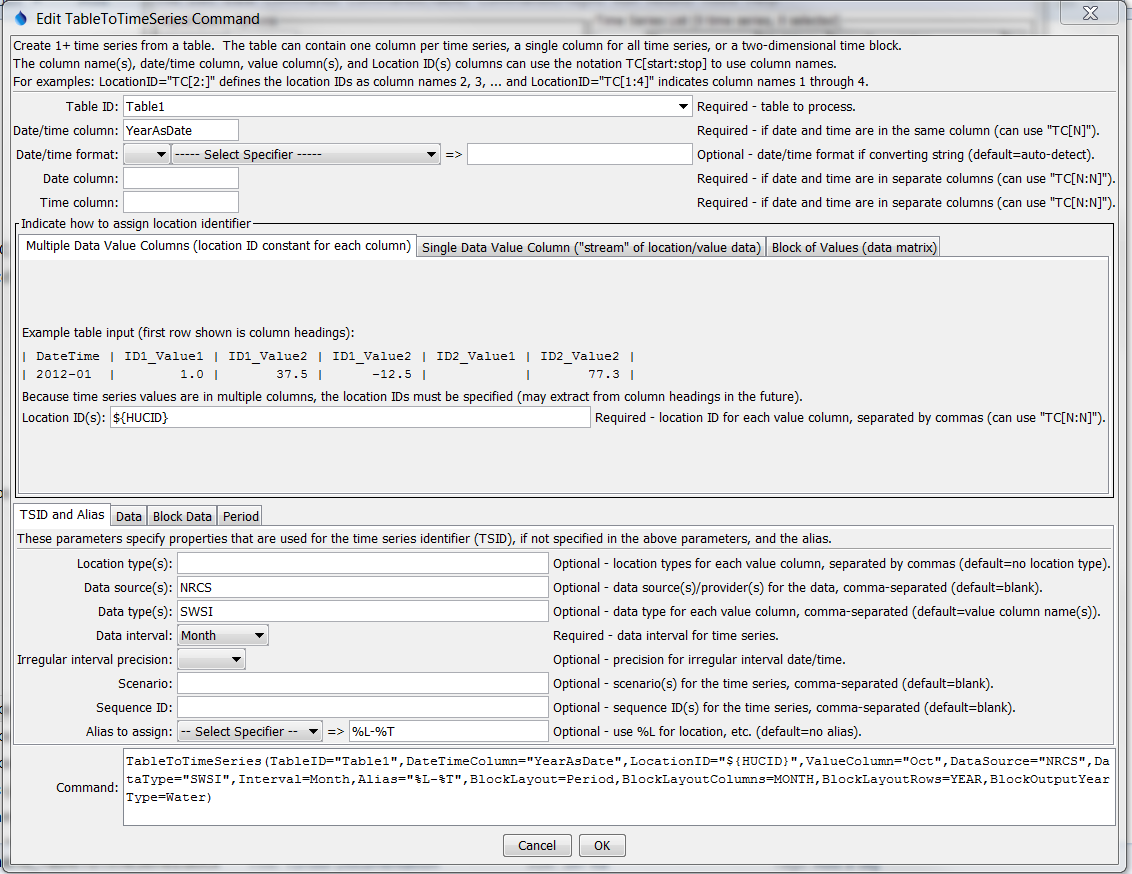 Edit TableToTimeSeries Command
Create 1+ time series from a table. The table can contain one column per time series, a single column for all time series, or a two-dimensional time block.
The column name(s), date/time column, value column(s), and Location ID(s) columns can use the notation TC[start:stop] to use column names.
For examples: LocationID="TC[2:]" defines the location IDs as column names 2, 3, ... and LocationID="TC[1:4]" indicates column names 1 through 4.
Table ID: Table1 Required - table to process.
Date/time column: YearAsDate Required - if date and time are in the same column (can use "TC[N]").
Date/time format: ----- Select Specifier ----- => Optional - date/time format if converting string (default=auto-detect).
Date column: Required - if date and time are in separate columns (can use "TC[N:N]").
Time column: Required - if date and time are in separate columns (can use "TC[N:N]").
Indicate how to assign location identifier
Multiple Data Value Columns (location ID constant for each column) Single Data Value Column ("stream" of location/value data) Block of Values (data matrix)
Example table input (first row shown is column headings):
| DateTime | ID1_Value1 | ID1_Value2 | ID1_Value2 | ID2_Value1 | ID2_Value2 |
| 2012-01 | 1.0 | 37.5 | -12.5 | | 77.3 |
Because time series values are in multiple columns, the location IDs must be specified (may extract from column headings in the future).
Location ID(s): ${HUCID} Required - location ID for each value column, separated by commas (can use "TC[N:N]").
TSID and Alias Data Block Data Period
These parameters specify properties that are used for the time series identifier (TSID), if not specified in the above parameters, and the alias.
Location type(s): Optional - location types for each value column, separated by commas (default=no location type).
Data source(s): NRCS Optional - data source(s)/provider(s) for the data, comma-separated (default=blank).
Data type(s): SWSI Optional - data type for each value column, comma-separated (default=value column name(s)).
Data interval: Month Required - data interval for time series.
Irregular interval precision: Optional - precision for irregular interval date/time.
Scenario: Optional - scenario(s) for the time series, comma-separated (default=blank).
Sequence ID: Optional - sequence ID(s) for the time series, comma-separated (default=blank).
Alias to assign: -- Select Specifier -- => %L-%T Optional - use %L for location, etc. (default=no alias).
Command: TableToTimeSeries(TableID="Table1",DateTimeColumn="YearAsDate",LocationID="${HUCID}",ValueColumn="Oct",DataSource="NRCS",Da
taType="SWSI",Interval=Month,Alias="%L-%T",BlockLayout=Period,BlockLayoutColumns=MONTH,BlockLayoutRows=YEAR,BlockOutputYear
Type=Water)
Cancel OK